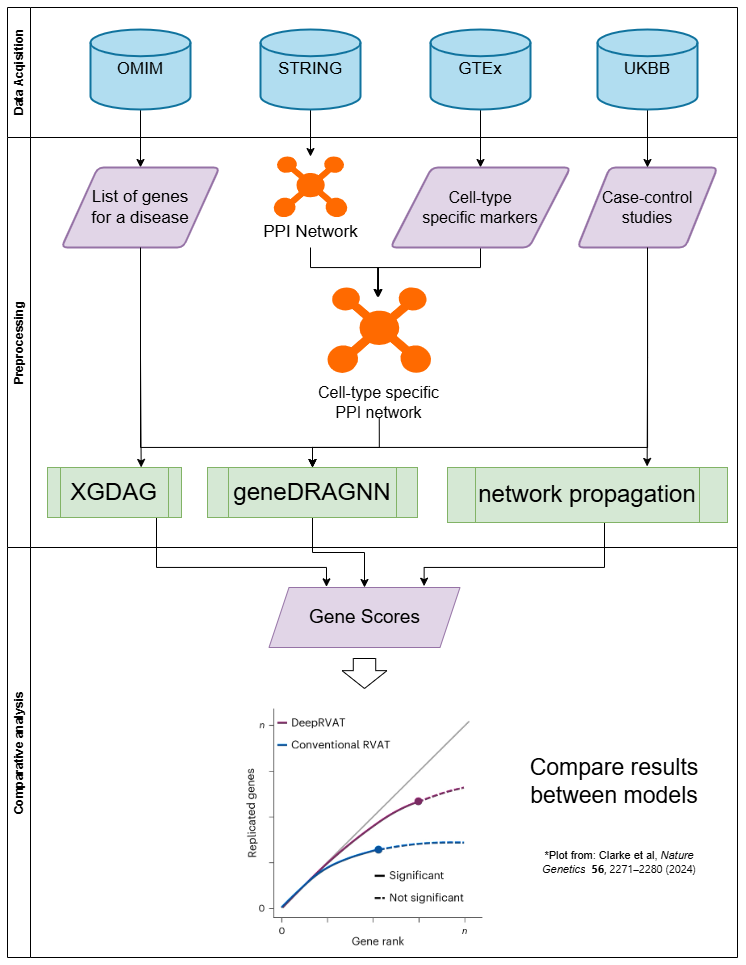 Data Acqisition
OMIM
STRING
GTEx
UKBB
Preprocessing
List of genes
for a disease
PPI Network
Cell-type
specific markers
Case-control
studies
Cell-type specific
PPI network
XGDAG
geneDRAGNN
network propagation
Comparative analysis
Gene Scores
n
DeepRVAT
Conventional RVAT
Replicated genes
Significant
Not significant
0
0
n
Gene rank
Compare results
between models
*Plot from: Clarke et al, Nature
Genetics 56, 2271–2280 (2024)